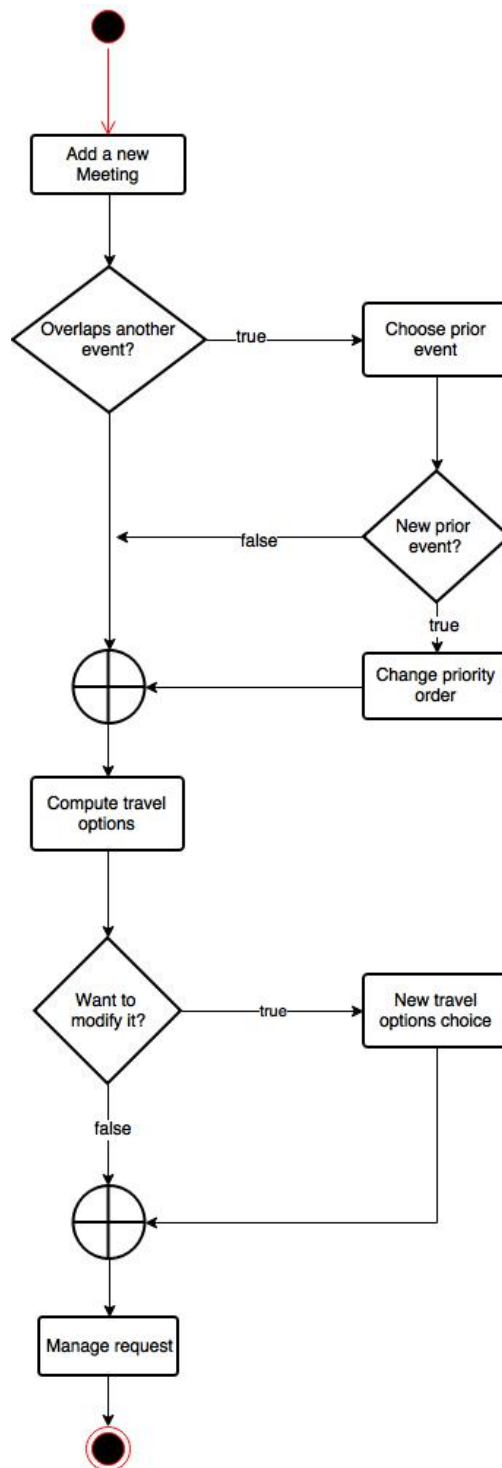 Add a new
Meeting
Overlaps another
event?
true
Choose prior
event
New prior
event?
false
true
Change priority
order
Compute travel
options
Want to
modify it?
true
New travel
options choice
false
Manage request